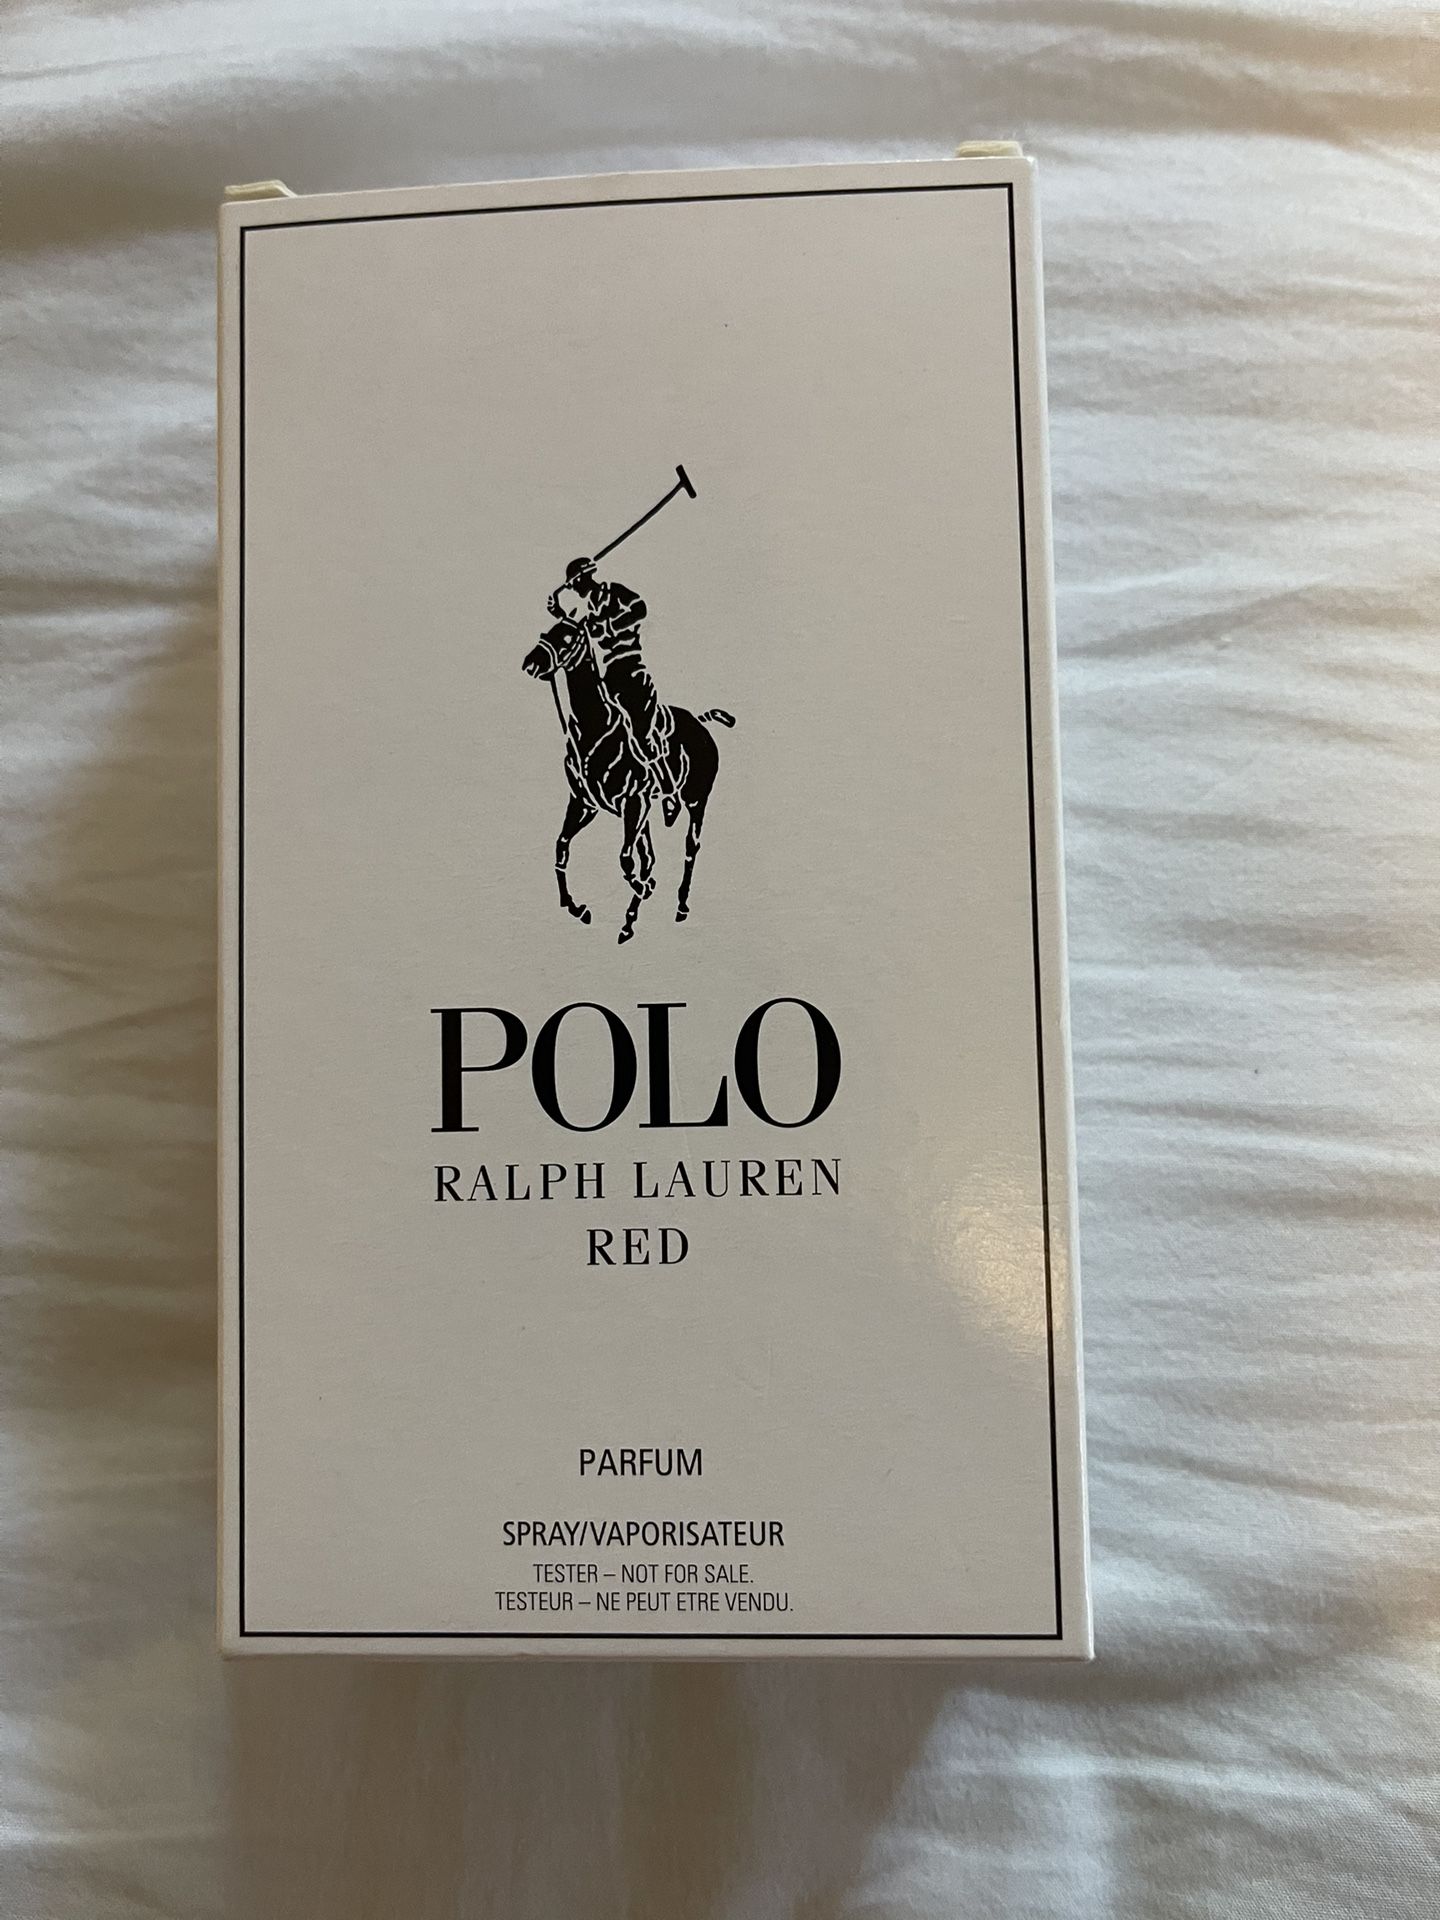 POLO
RALPH LAUREN
RED
PARFUM
SPRAY/VAPORISATEUR
TESTER – NOT FOR SALE.
TESTEUR – NE PEUT ETRE VENDU.